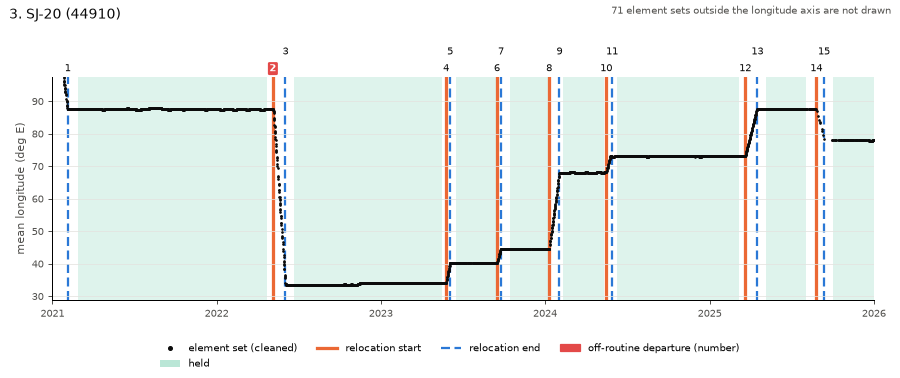 3. SJ-20 (44910)
71 element sets outside the longitude axis are not drawn
3 5 7 9 11 13 15
1 2 4 6 8 10 12 14
mean longitude (deg E)
90
80
70
60
50
40
30
2021 2022 2023 2024 2025 2026
element set (cleaned) relocation start relocation end off-routine departure (number)
held